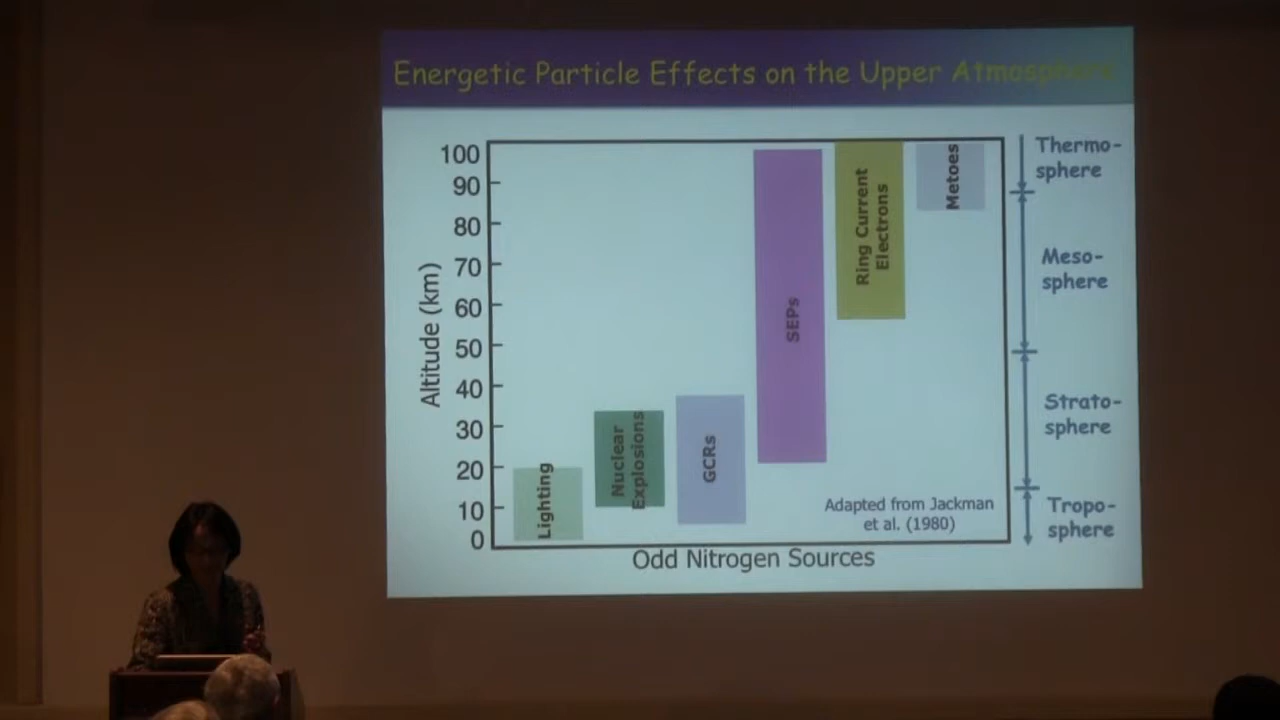 Energetic Particle Effects on the Upper Atmosphere
100
90
80
70
60
50
40
30
20
10
0
Altitude (km)
Lighting
Nuclear
Explosions
GCRs
SEPs
Ring Current
Electrons
Metoes
Adapted from Jackman
et al. (1980)
Odd Nitrogen Sources
Thermo-
sphere
Meso-
sphere
Strato-
sphere
Tropo-
sphere